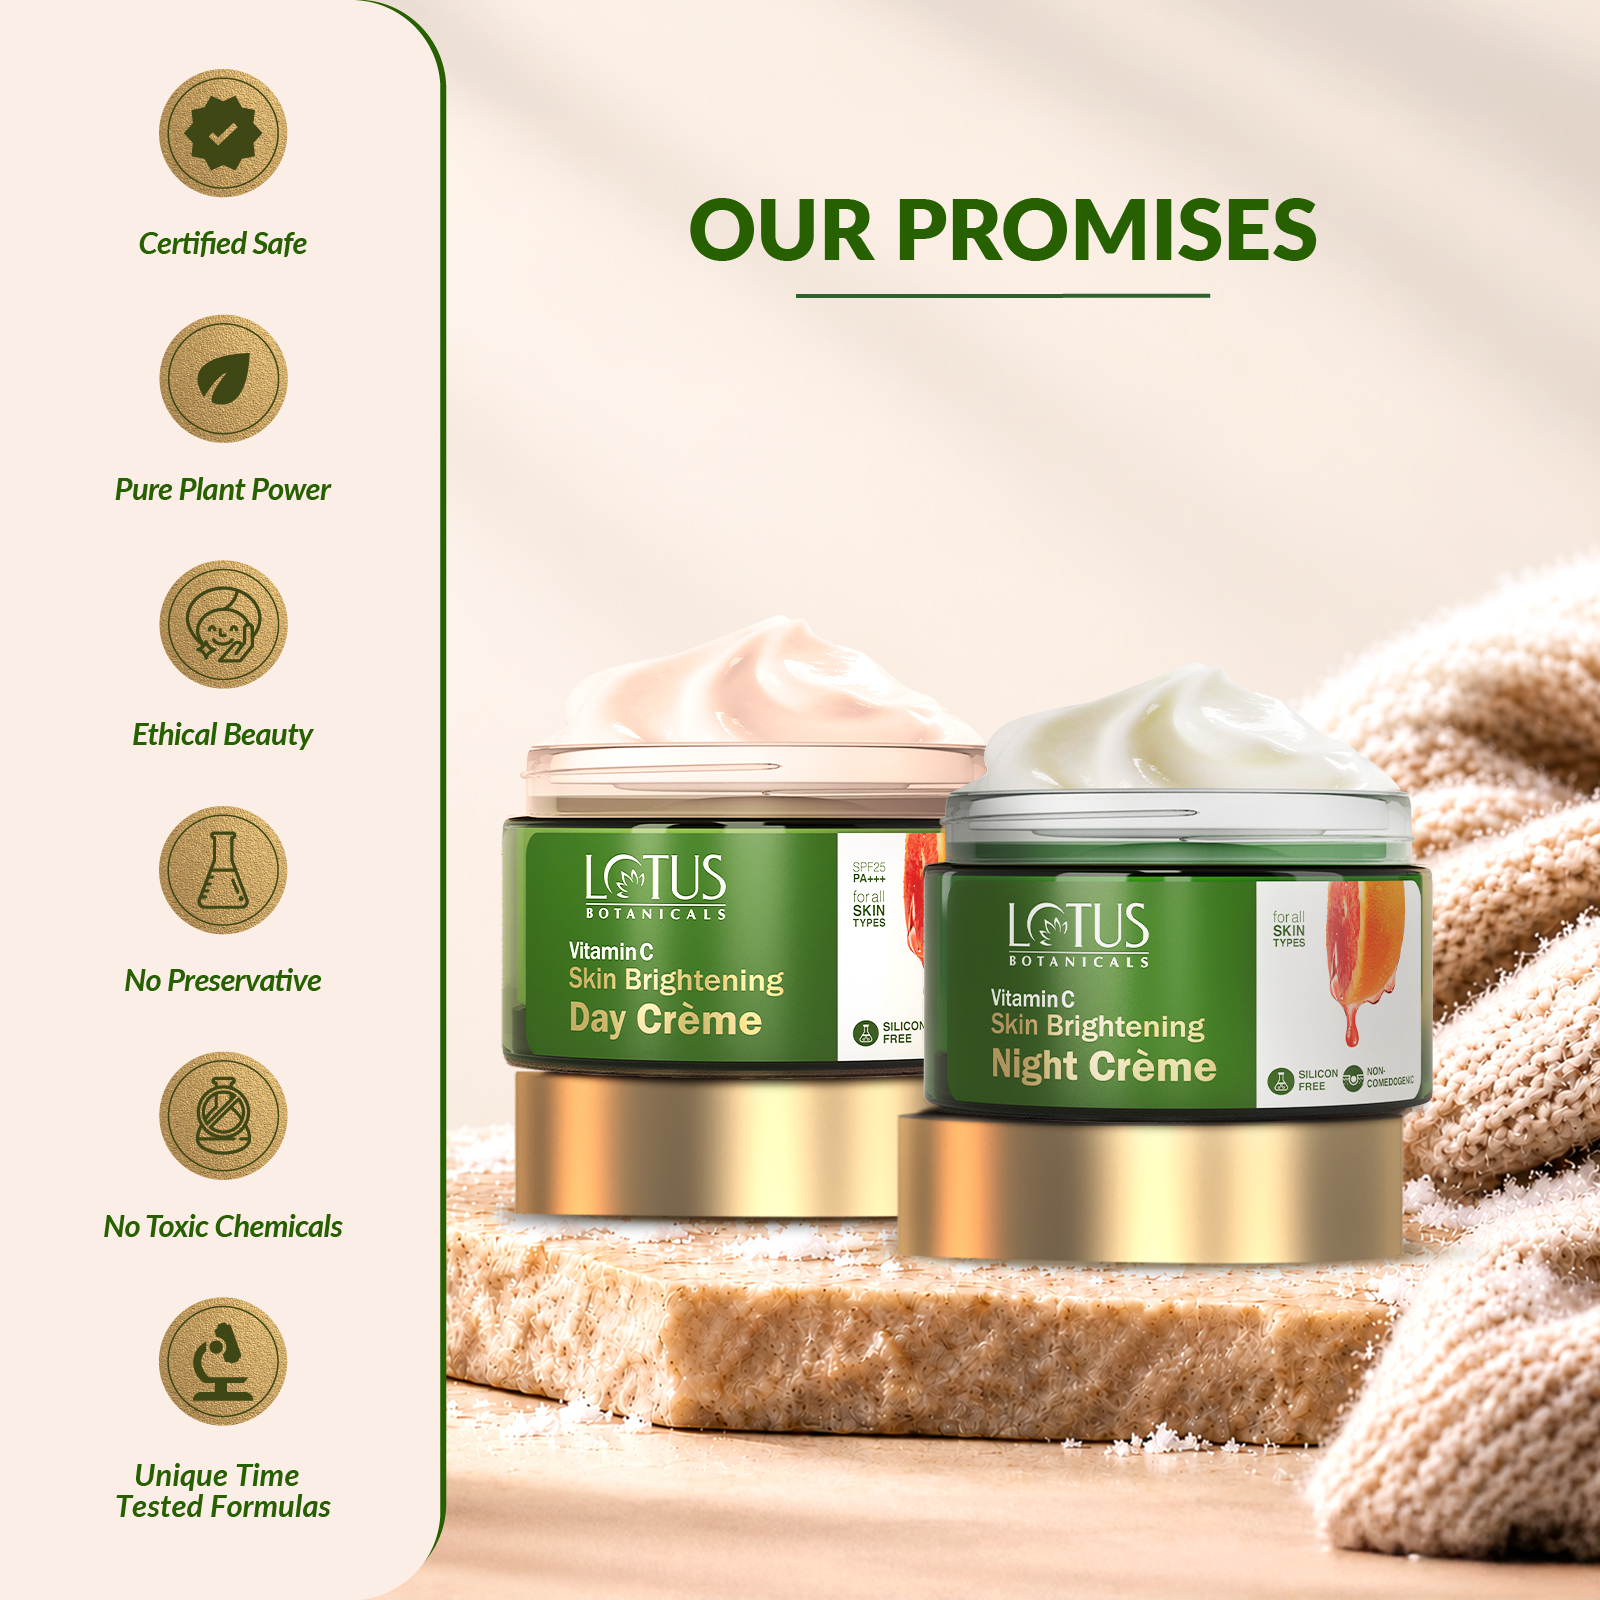 Certified Safe
Pure Plant Power
Ethical Beauty
No Preservative
No Toxic Chemicals
Unique Time
Tested Formulas
OUR PROMISES
LOTUS
BOTANICALS
Vitamin C
Skin Brightening
Day Crème
SPF25
PA+++
for all
SKIN
TYPES
SILICON
FREE
LOTUS
BOTANICALS
Vitamin C
Skin Brightening
Night Crème
for all
SKIN
TYPES
SILICON
FREE
NON-
COMEDOGENIC